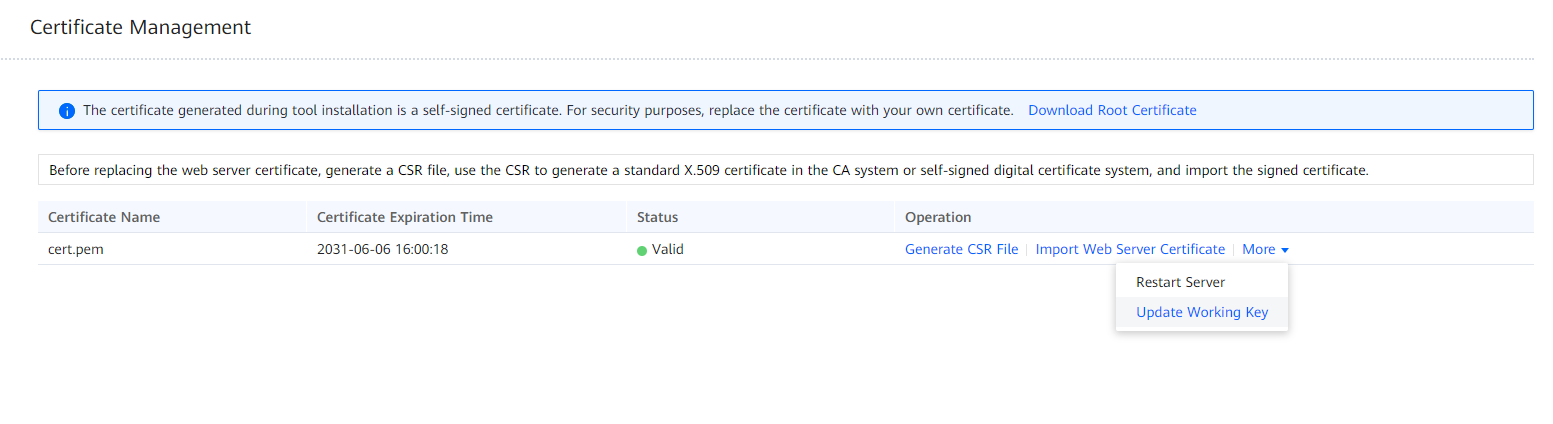 Certificate Management
The certificate generated during tool installation is a self-signed certificate. For security purposes, replace the certificate with your own certificate. Download Root Certificate
Before replacing the web server certificate, generate a CSR file, use the CSR to generate a standard X.509 certificate in the CA system or self-signed digital certificate system, and import the signed certificate.
Certificate Name Certificate Expiration Time Status Operation
cert.pem 2031-06-06 16:00:18 Valid Generate CSR File Import Web Server Certificate More
Restart Server
Update Working Key